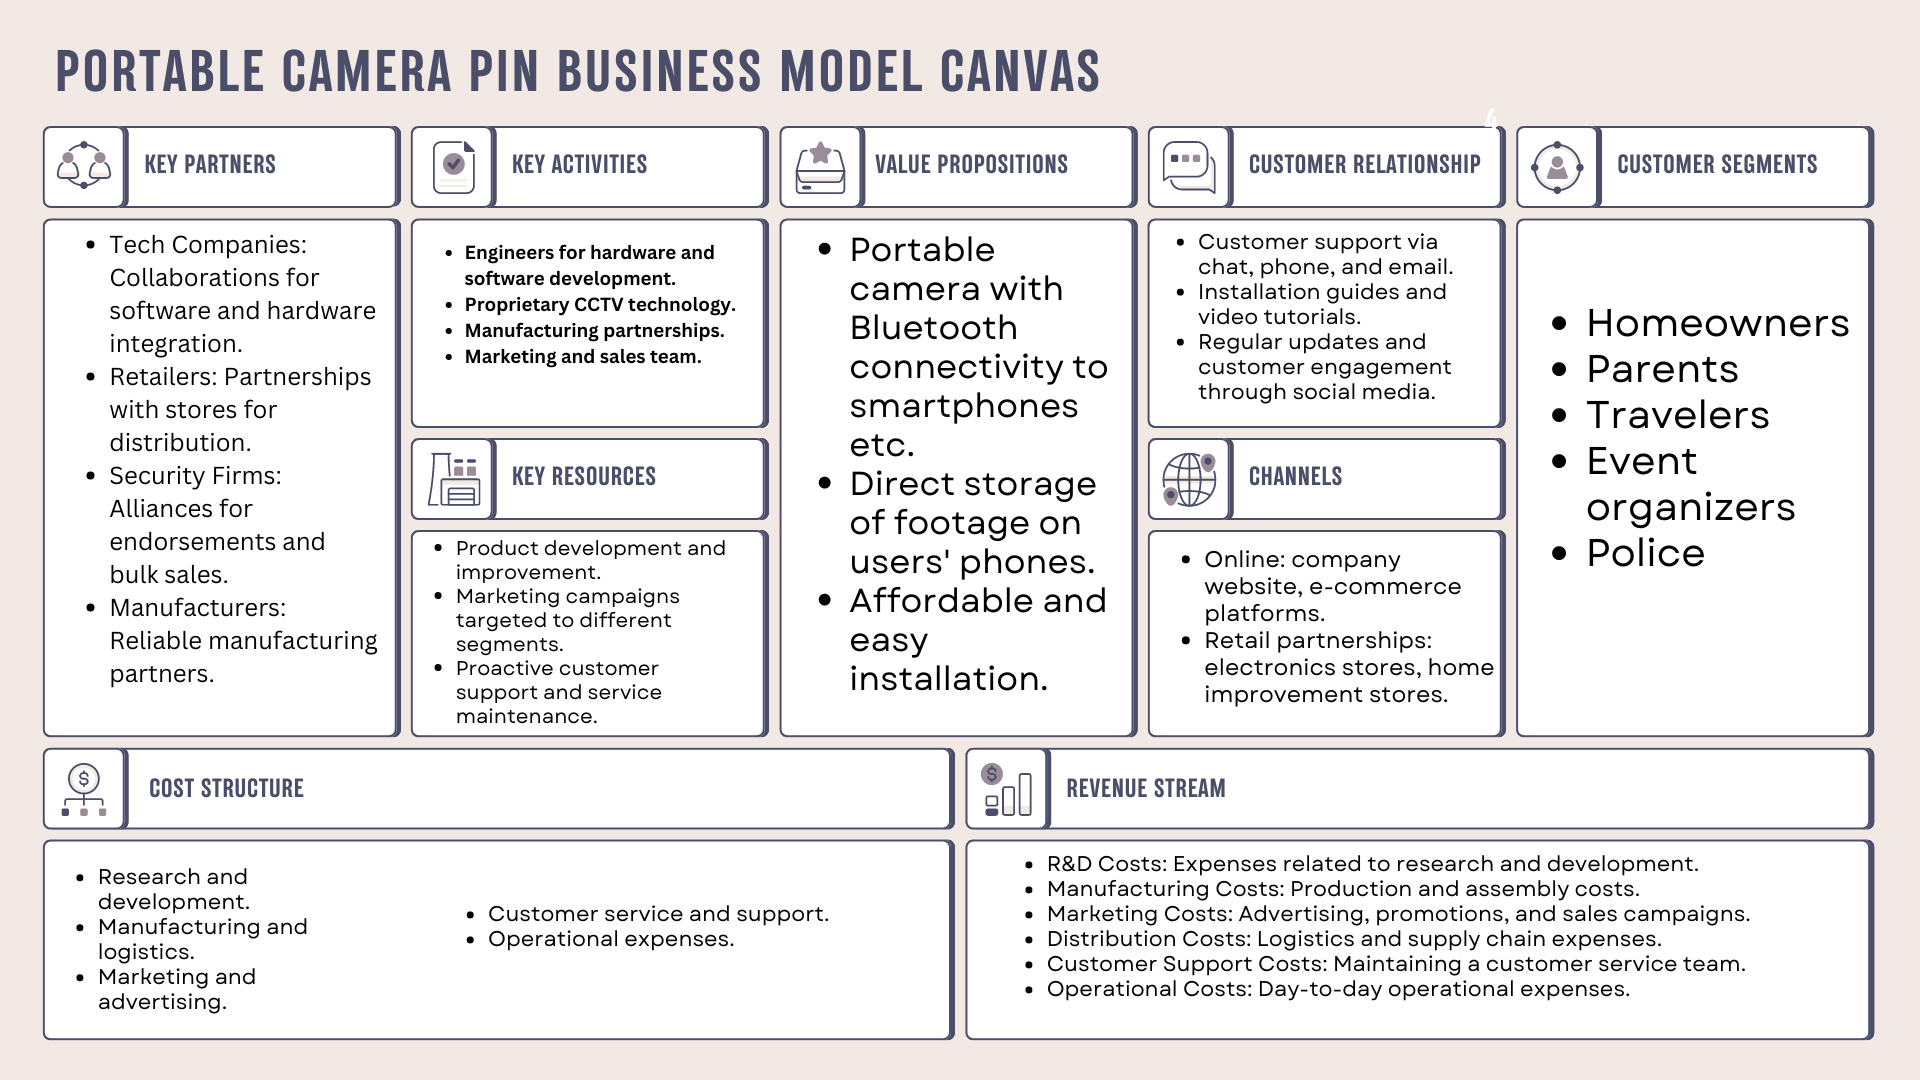 PORTABLE CAMERA PIN BUSINESS MODEL CANVAS
4
KEY PARTNERS
Tech Companies:
Collaborations for
software and hardware
integration.
Retailers: Partnerships
with stores for
distribution.
Security Firms:
Alliances for
endorsements and
bulk sales.
Manufacturers:
Reliable manufacturing
partners.
KEY ACTIVITIES
Engineers for hardware and
software development.
Proprietary CCTV technology.
Manufacturing partnerships.
Marketing and sales team.
KEY RESOURCES
Product development and
improvement.
Marketing campaigns
targeted to different
segments.
Proactive customer
support and service
maintenance.
VALUE PROPOSITIONS
Portable
camera with
Bluetooth
connectivity to
smartphones
etc.
Direct storage
of footage on
users' phones.
Affordable and
easy
installation.
CUSTOMER RELATIONSHIP
Customer support via
chat, phone, and email.
Installation guides and
video tutorials.
Regular updates and
customer engagement
through social media.
CHANNELS
Online: company
website, e-commerce
platforms.
Retail partnerships:
electronics stores, home
improvement stores.
CUSTOMER SEGMENTS
Homeowners
Parents
Travelers
Event
organizers
Police
COST STRUCTURE
Research and
development.
Manufacturing and
logistics.
Marketing and
advertising.
Customer service and support.
Operational expenses.
REVENUE STREAM
R&D Costs: Expenses related to research and development.
Manufacturing Costs: Production and assembly costs.
Marketing Costs: Advertising, promotions, and sales campaigns.
Distribution Costs: Logistics and supply chain expenses.
Customer Support Costs: Maintaining a customer service team.
Operational Costs: Day-to-day operational expenses.